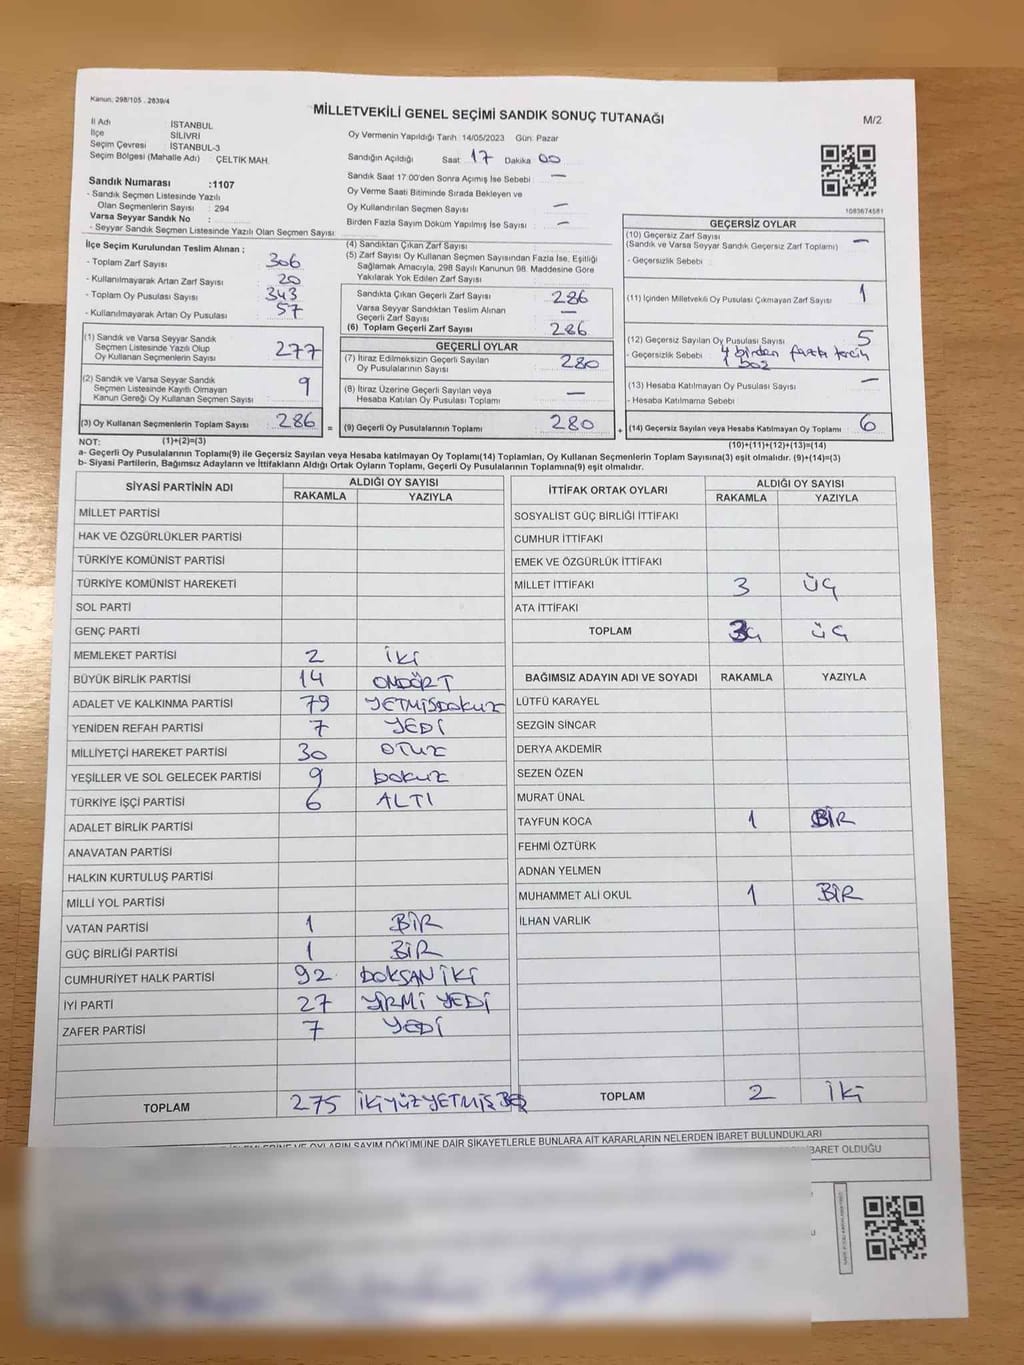 Kanun: 298/105 . 2839/4
MİLLETVEKİLİ GENEL SEÇİMİ SANDIK SONUÇ TUTANAĞI
M/2
İl Adı İSTANBUL
İlçe SİLİVRİ
Seçim Çevresi İSTANBUL-3
Seçim Bölgesi (Mahalle Adı) : ÇELTİK MAH.
Sandık Numarası :1107
- Sandık Seçmen Listesinde Yazılı
Olan Seçmenlerin Sayısı : 294
Varsa Seyyar Sandık No :
- Seyyar Sandık Seçmen Listesinde Yazılı Olan Seçmen Sayısı:
Oy Vermenin Yapıldığı Tarih: 14/05/2023 Gün: Pazar
Sandığın Açıldığı Saat: 17 Dakika 00
Sandık Saat 17:00'den Sonra Açımış İse Sebebi : —
Oy Verme Saati Bitiminde Sırada Bekleyen ve
Oy Kullandırılan Seçmen Sayısı : —
Birden Fazla Sayım Döküm Yapılmış İse Sayısı : —
1083674581
İlçe Seçim Kurulundan Teslim Alınan ;
- Toplam Zarf Sayısı 306
- Kullanılmayarak Artan Zarf Sayısı 20
- Toplam Oy Pusulası Sayısı 343
- Kullanılmayarak Artan Oy Pusulası 57
(1) Sandık ve Varsa Seyyar Sandık
Seçmen Listesinde Yazılı Olup
Oy Kullanan Seçmenlerin Sayısı 277
(2) Sandık ve Varsa Seyyar Sandık
Seçmen Listesinde Kayıtlı Olmayan
Kanun Gereği Oy Kullanan Seçmen Sayısı 9
(3) Oy Kullanan Seçmenlerin Toplam Sayısı 286 =
(4) Sandıktan Çıkan Zarf Sayısı
(5) Zarf Sayısı Oy Kullanan Seçmen Sayısından Fazla İse, Eşitliği
Sağlamak Amacıyla, 298 Sayılı Kanunun 98. Maddesine Göre
Yakılarak Yok Edilen Zarf Sayısı
Sandıkta Çıkan Geçerli Zarf Sayısı 286
Varsa Seyyar Sandıktan Teslim Alınan
Geçerli Zarf Sayısı —
(6) Toplam Geçerli Zarf Sayısı 286
GEÇERLİ OYLAR
(7) İtiraz Edilmeksizin Geçerli Sayılan
Oy Pusulalarının Sayısı 280
(8) İtiraz Üzerine Geçerli Sayılan veya
Hesaba Katılan Oy Pusulası Toplamı —
(9) Geçerli Oy Pusulalarının Toplamı 280 +
GEÇERSİZ OYLAR
(10) Geçersiz Zarf Sayısı
(Sandık ve Varsa Seyyar Sandık Geçersiz Zarf Toplamı) —
- Geçersizlik Sebebi :
(11) İçinden Milletvekili Oy Pusulası Çıkmayan Zarf Sayısı 1
(12) Geçersiz Sayılan Oy Pusulası Sayısı 5
- Geçersizlik Sebebi : 4 birden fazla tercih
1 boz
(13) Hesaba Katılmayan Oy Pusulası Sayısı —
- Hesaba Katılmama Sebebi :
(14) Geçersiz Sayılan veya Hesaba Katılmayan Oy Toplamı 6
NOT: (1)+(2)=(3) (10)+(11)+(12)+(13)=(14)
a- Geçerli Oy Pusulalarının Toplamı(9) ile Geçersiz Sayılan veya Hesaba katılmayan Oy Toplamı(14) Toplamları, Oy Kullanan Seçmenlerin Toplam Sayısına(3) eşit olmalıdır. (9)+(14)=(3)
b- Siyasi Partilerin, Bağımsız Adayların ve İttifakların Aldığı Ortak Oyların Toplamı, Geçerli Oy Pusulalarının Toplamına(9) eşit olmalıdır.
SİYASİ PARTİNİN ADI ALDIĞI OY SAYISI
RAKAMLA YAZIYLA
MİLLET PARTİSİ
HAK VE ÖZGÜRLÜKLER PARTİSİ
TÜRKİYE KOMÜNİST PARTİSİ
TÜRKİYE KOMÜNİST HAREKETİ
SOL PARTİ
GENÇ PARTİ
MEMLEKET PARTİSİ 2 İKİ
BÜYÜK BİRLİK PARTİSİ 14 ONDÖRT
ADALET VE KALKINMA PARTİSİ 79 YETMİŞDOKUZ
YENİDEN REFAH PARTİSİ 7 YEDİ
MİLLİYETÇİ HAREKET PARTİSİ 30 OTUZ
YEŞİLLER VE SOL GELECEK PARTİSİ 9 DOKUZ
TÜRKİYE İŞÇİ PARTİSİ 6 ALTI
ADALET BİRLİK PARTİSİ
ANAVATAN PARTİSİ
HALKIN KURTULUŞ PARTİSİ
MİLLİ YOL PARTİSİ
VATAN PARTİSİ 1 BİR
GÜÇ BİRLİĞİ PARTİSİ 1 BİR
CUMHURİYET HALK PARTİSİ 92 DOKSAN İKİ
İYİ PARTİ 27 YİRMİ YEDİ
ZAFER PARTİSİ 7 YEDİ
TOPLAM 275 İKİYÜZYETMİŞ BEŞ
İTTİFAK ORTAK OYLARI ALDIĞI OY SAYISI
RAKAMLA YAZIYLA
SOSYALİST GÜÇ BİRLİĞİ İTTİFAKI
CUMHUR İTTİFAKI
EMEK VE ÖZGÜRLÜK İTTİFAKI
MİLLET İTTİFAKI 3 ÜÇ
ATA İTTİFAKI
TOPLAM 3 ÜÇ
BAĞIMSIZ ADAYIN ADI VE SOYADI RAKAMLA YAZIYLA
LÜTFÜ KARAYEL
SEZGİN SİNCAR
DERYA AKDEMİR
SEZEN ÖZEN
MURAT ÜNAL
TAYFUN KOCA 1 BİR
FEHMİ ÖZTÜRK
ADNAN YELMEN
MUHAMMET ALİ OKUL 1 BİR
İLHAN VARLIK
TOPLAM 2 İKİ
OYLARIN SAYIM DÖKÜMÜNE DAİR ŞİKAYETLERLE BUNLARA AİT KARARLARIN NELERDEN İBARET BULUNDUKLARI
İBARET OLDUĞU